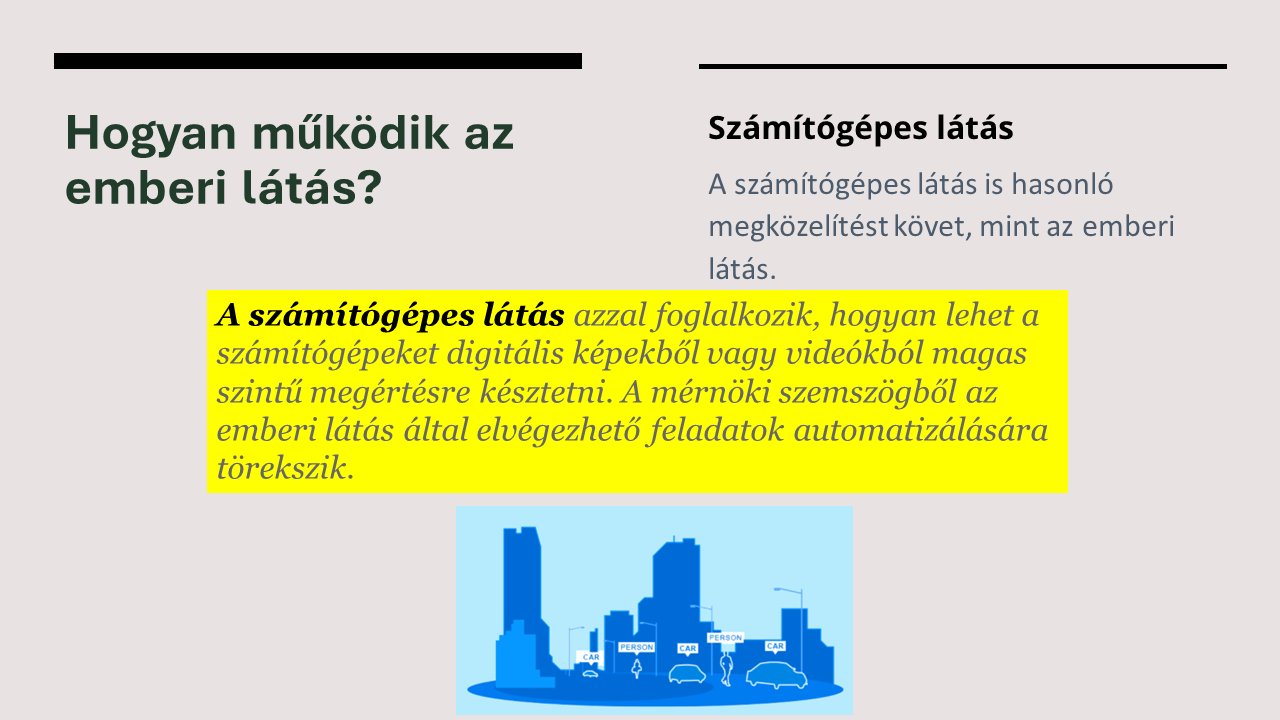 Hogyan működik az
emberi látás?
Számítógépes látás
A számítógépes látás is hasonló
megközelítést követ, mint az emberi
látás.
A számítógépes látás azzal foglalkozik, hogyan lehet a
számítógépeket digitális képekből vagy videókból magas
szintű megértésre késztetni. A mérnöki szemszögből az
emberi látás által elvégezhető feladatok automatizálására
törekszik.
CAR
PERSON
CAR
PERSON
CAR